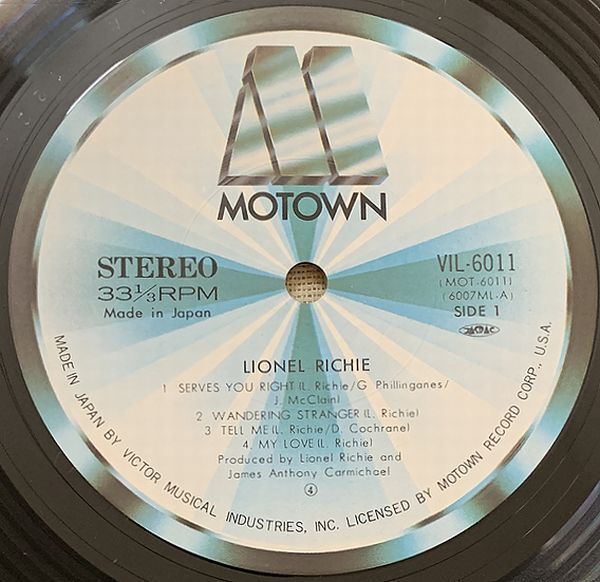 MOTOWN
STEREO
33⅓RPM
Made in Japan
VIL-6011
(MOT-6011)
(6007ML-A)
SIDE 1
JASRAC
LIONEL RICHIE
1 SERVES YOU RIGHT (L. Richie/G. Phillinganes/
J. McClain)
2 WANDERING STRANGER (L. Richie)
3 TELL ME (L. Richie/D. Cochrane)
4. MY LOVE (L. Richie)
Produced by Lionel Richie and
James Anthony Carmichael
④
MADE IN JAPAN BY VICTOR MUSICAL INDUSTRIES, INC. LICENSED BY MOTOWN RECORD CORP., U.S.A.